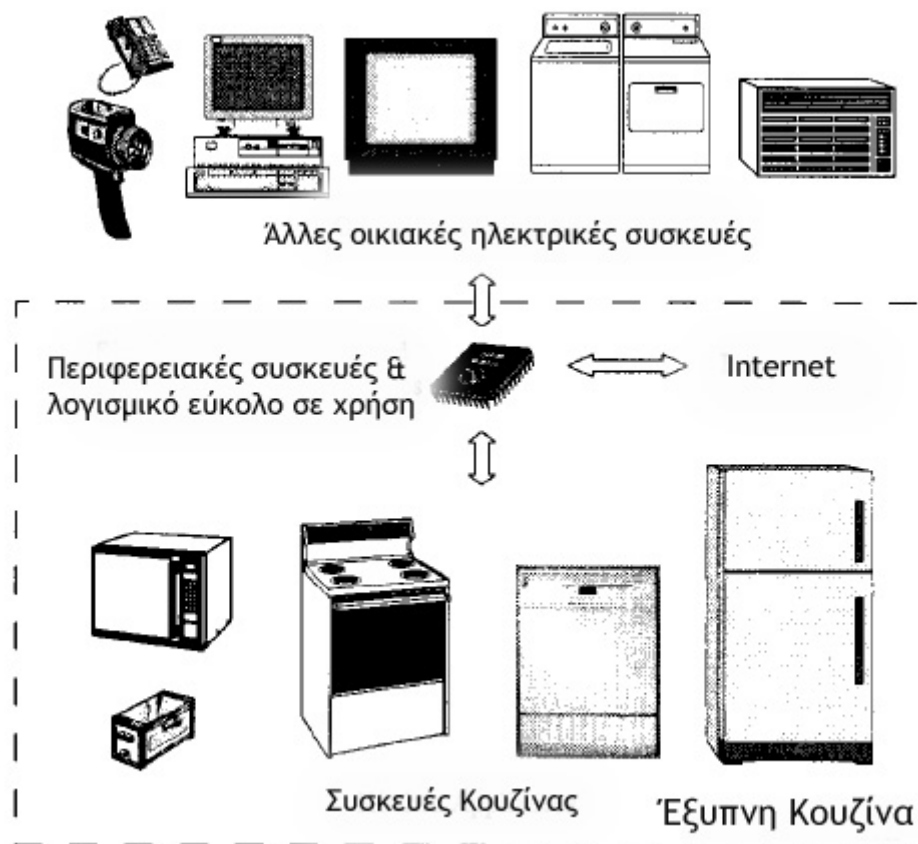 Άλλες οικιακές ηλεκτρικές συσκευές
Περιφερειακές συσκευές &
λογισμικό εύκολο σε χρήση
Internet
Συσκευές Κουζίνας
Έξυπνη Κουζίνα